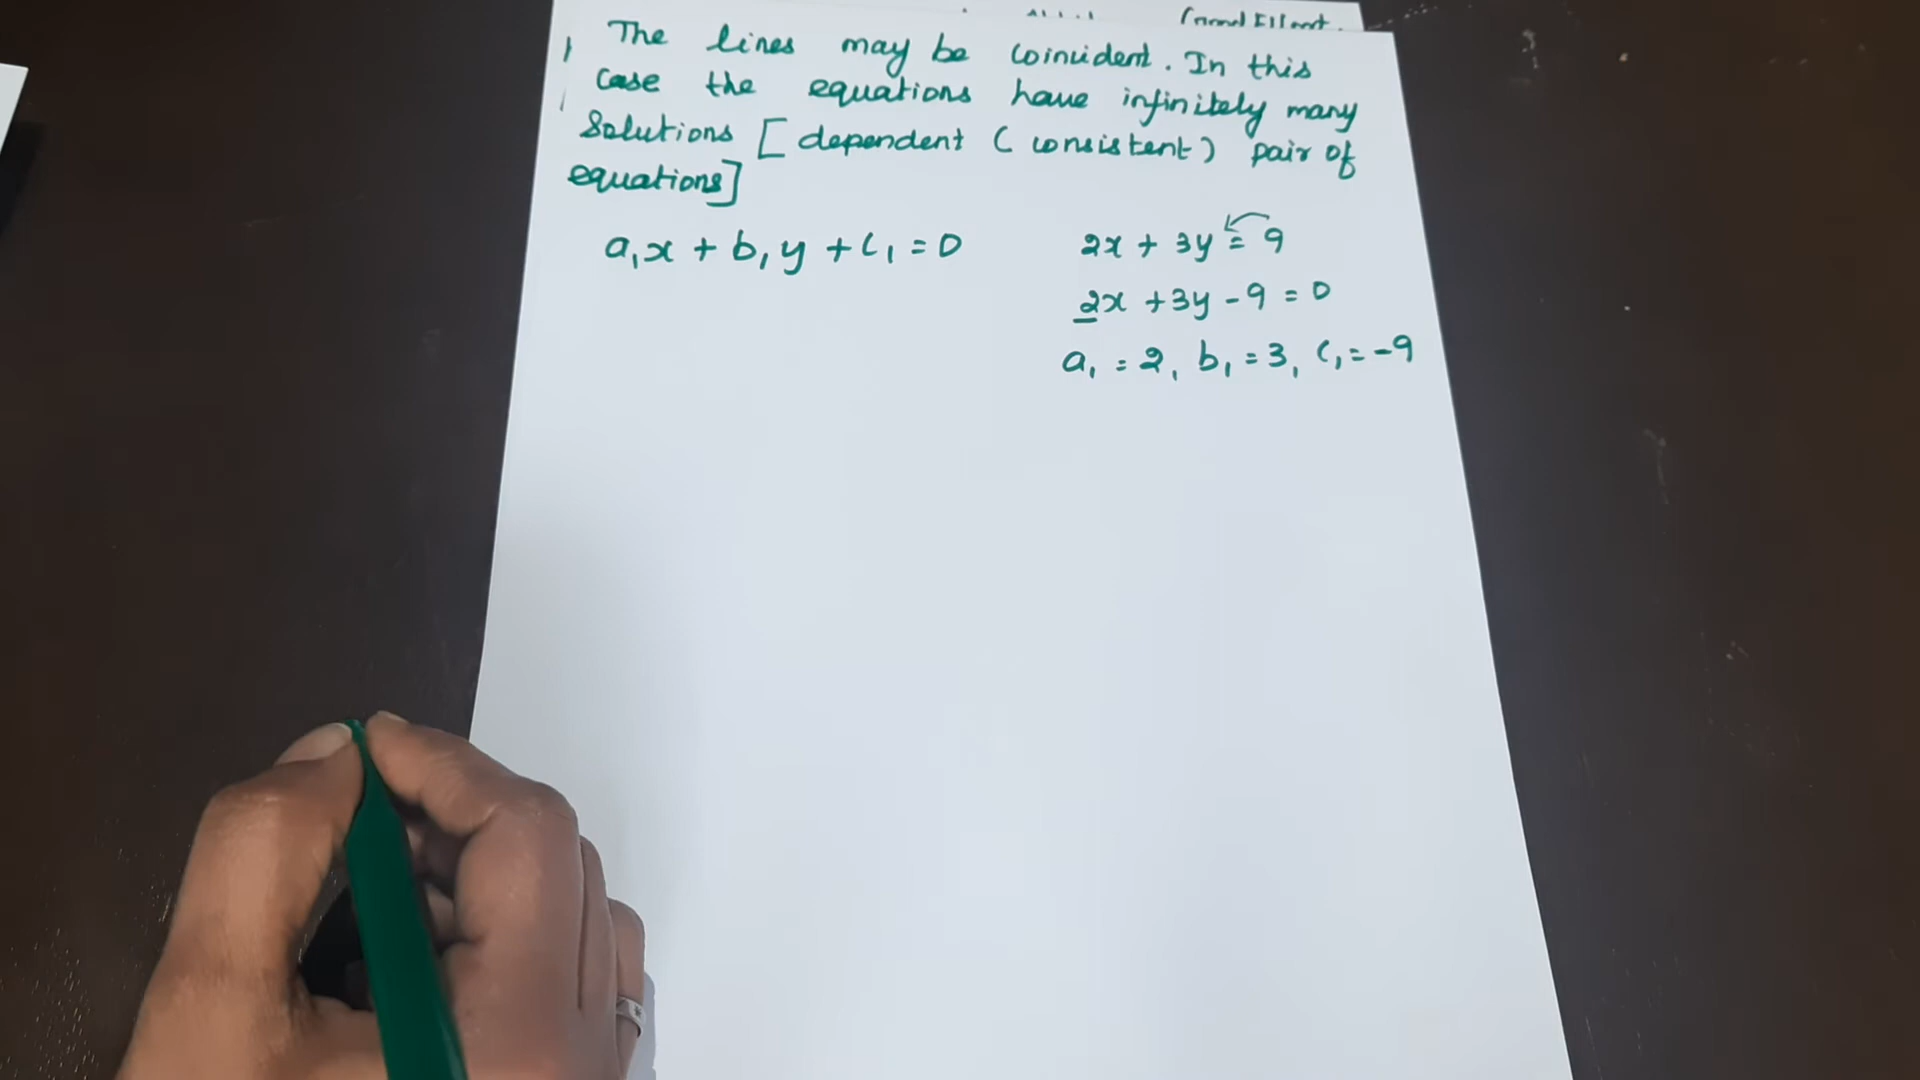 The lines may be coincident. In this
case the equations have infinitely many
Solutions [dependent (consistent) pair of
equations]
a₁x + b₁y + c₁ = 0
2x + 3y = 9
2x + 3y - 9 = 0
a₁ = 2, b₁ = 3, c₁ = -9